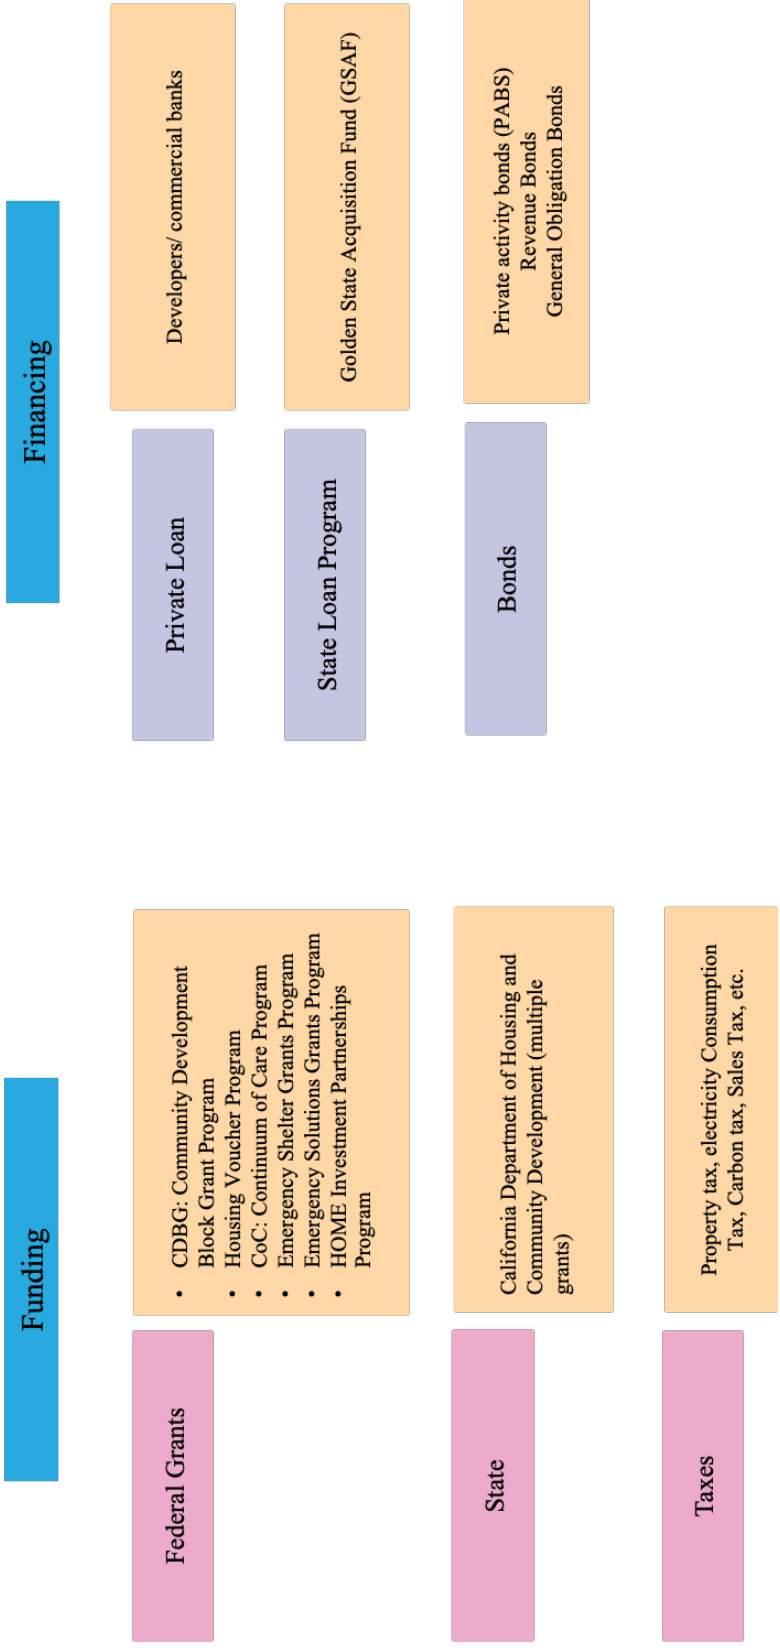 Funding
Federal Grants
• CDBG: Community Development
Block Grant Program
• Housing Voucher Program
• CoC: Continuum of Care Program
• Emergency Shelter Grants Program
• Emergency Solutions Grants Program
• HOME Investment Partnerships
Program
State
California Department of Housing and
Community Development (multiple
grants)
Taxes
Property tax, electricity Consumption
Tax, Carbon tax, Sales Tax, etc.
Financing
Private Loan
Developers/ commercial banks
State Loan Program
Golden State Acquisition Fund (GSAF)
Bonds
Private activity bonds (PABS)
Revenue Bonds
General Obligation Bonds